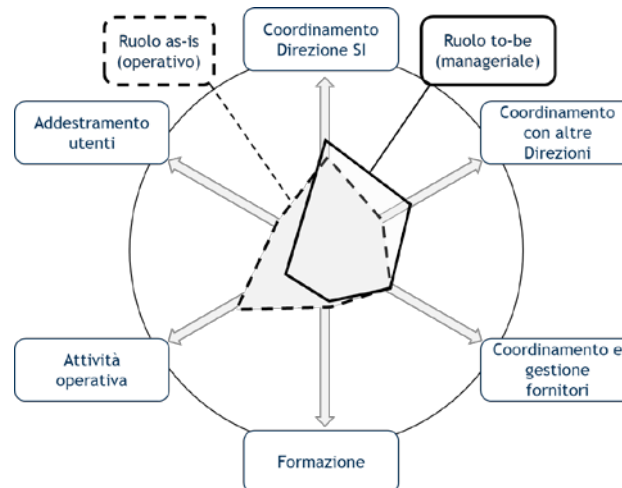 Ruolo as-is
(operativo)
Coordinamento
Direzione SI
Ruolo to-be
(manageriale)
Addestramento
utenti
Coordinamento
con altre
Direzioni
Attività
operativa
Coordinamento e
gestione
fornitori
Formazione